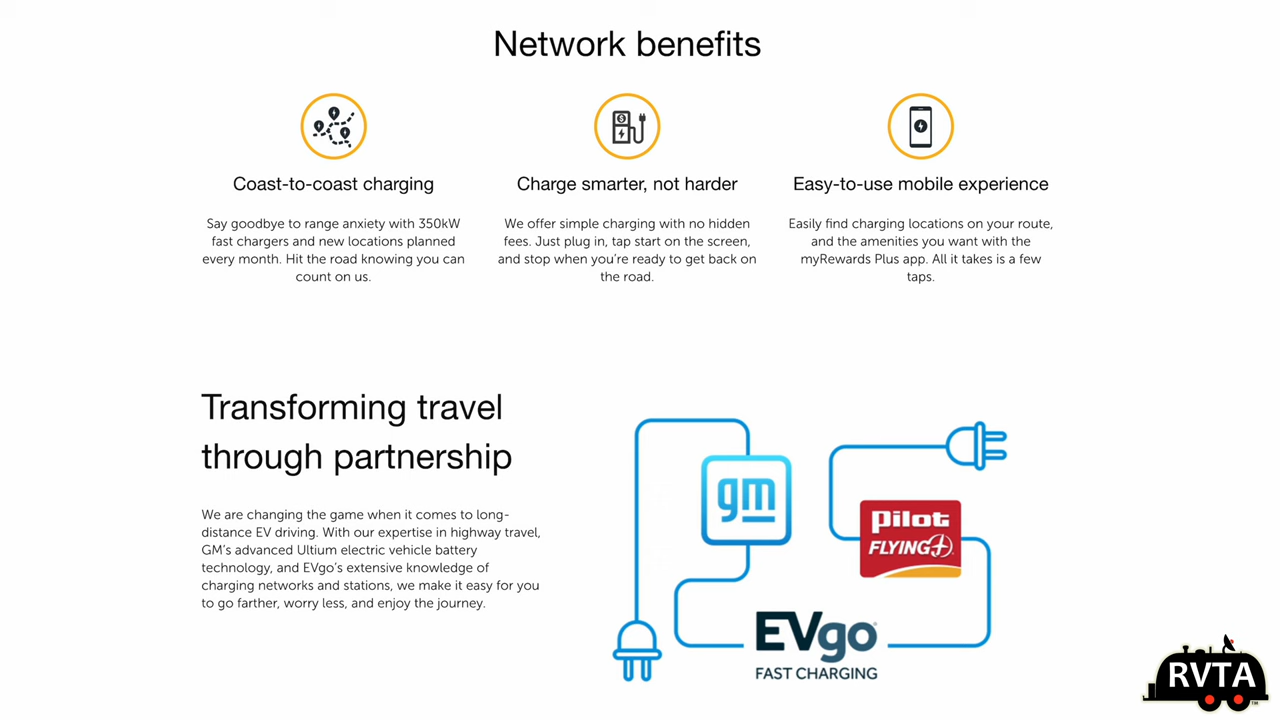 Network benefits
Coast-to-coast charging
Say goodbye to range anxiety with 350kW
fast chargers and new locations planned
every month. Hit the road knowing you can
count on us.
Charge smarter, not harder
We offer simple charging with no hidden
fees. Just plug in, tap start on the screen,
and stop when you're ready to get back on
the road.
Easy-to-use mobile experience
Easily find charging locations on your route,
and the amenities you want with the
myRewards Plus app. All it takes is a few
taps.
Transforming travel
through partnership
We are changing the game when it comes to long-
distance EV driving. With our expertise in highway travel,
GM's advanced Ultium electric vehicle battery
technology, and EVgo's extensive knowledge of
charging networks and stations, we make it easy for you
to go farther, worry less, and enjoy the journey.
gm
Pilot
FLYING
EVgo
FAST CHARGING
RVTA